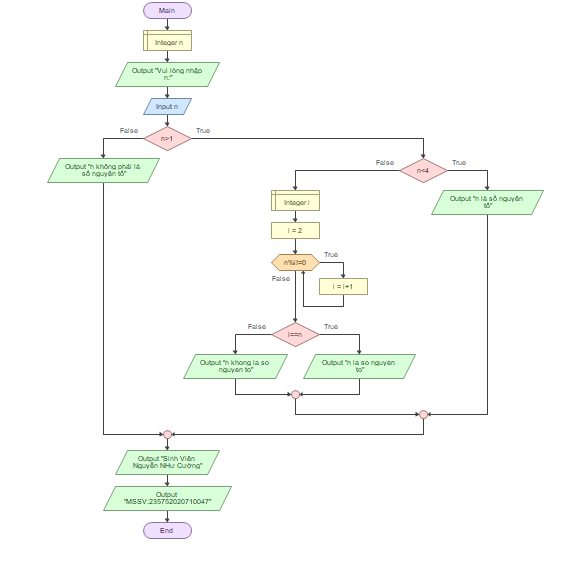 Main
Integer n
Output "Vui lòng nhập
n:"
Input n
False
True
n>1
Output "n không phải là
số nguyên tố"
False
True
n<4
Output "n là số nguyên
tố"
Integer i
i = 2
n%i!=0
True
False
i = i+1
False
True
i==n
Output "n khong la so
nguyen to"
Output "n la so nguyen
to"
Output "Sinh Viên
Nguyễn NHư Cường"
Output
"MSSV:235752020710047"
End